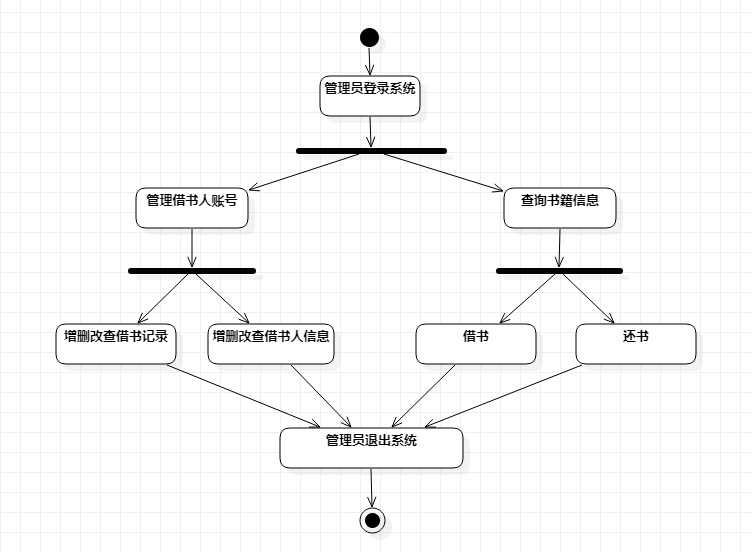 管理员登录系统
管理借书人账号
查询书籍信息
增删改查借书记录
增删改查借书人信息
借书
还书
管理员退出系统